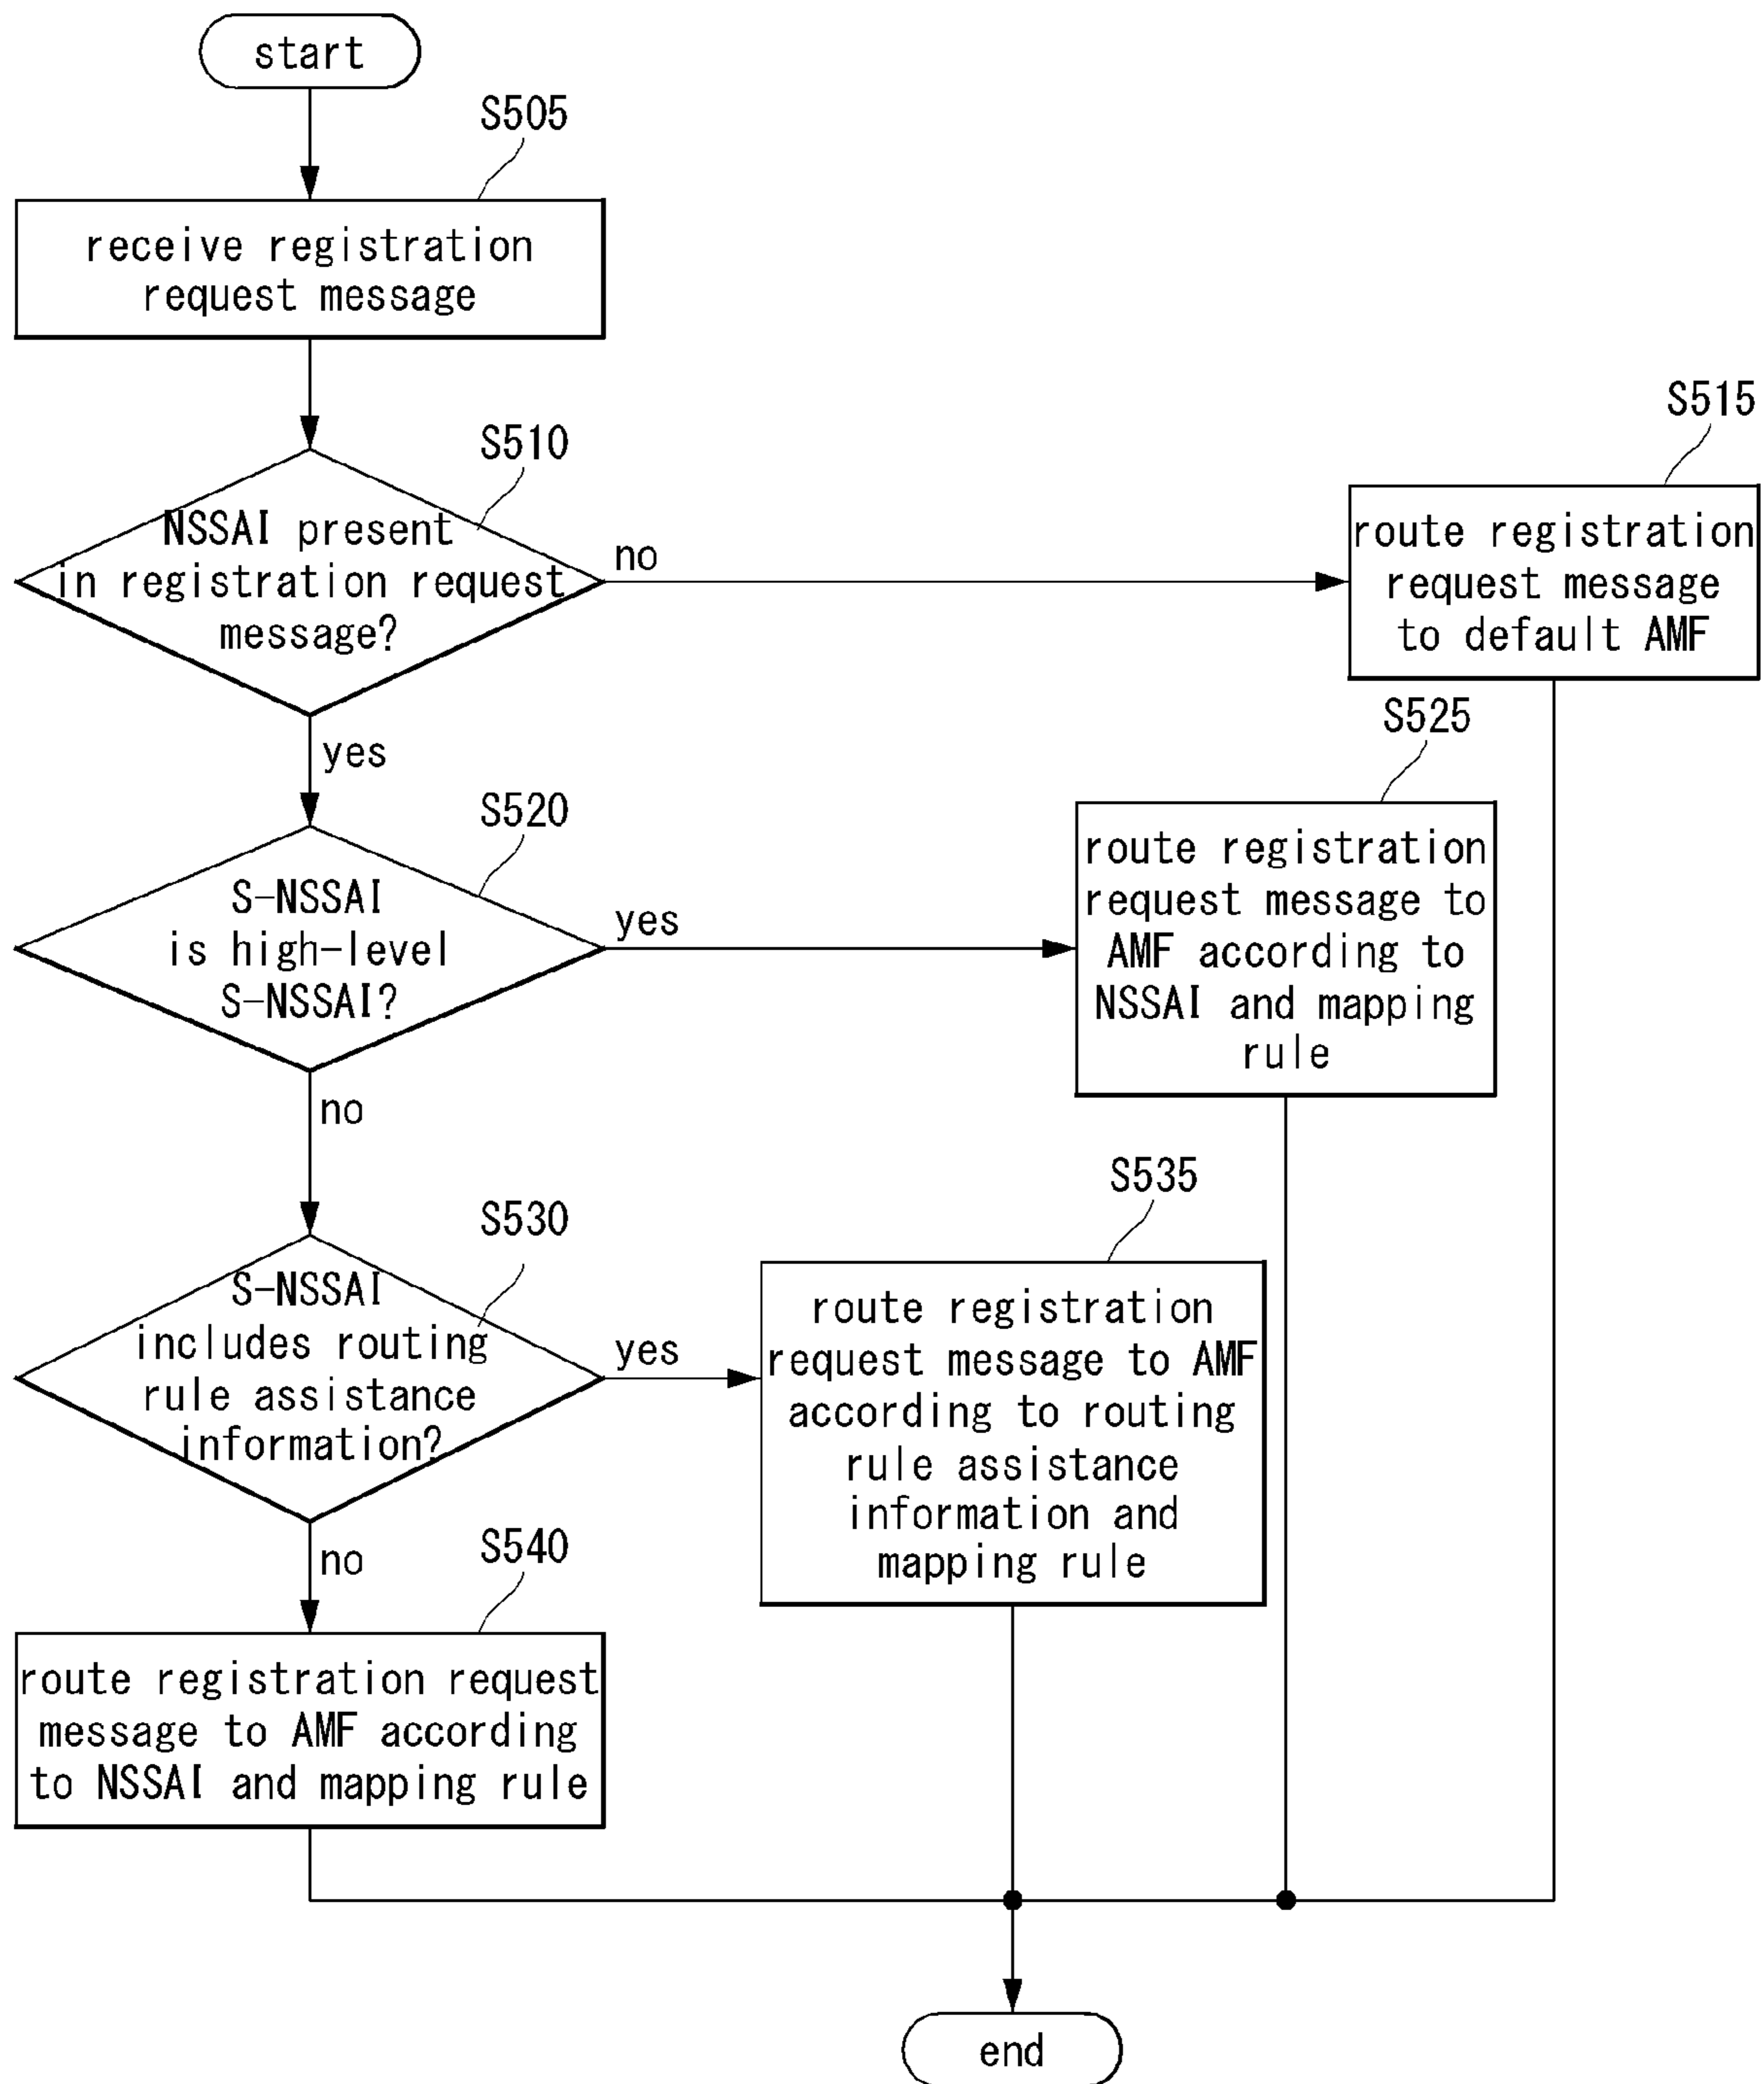 start
S505
receive registration
request message
S510
NSSAI present
in registration request
message?
no
yes
S515
route registration
request message
to default AMF
S520
S-NSSAI
is high-level
S-NSSAI?
yes
no
S525
route registration
request message to
AMF according to
NSSAI and mapping
rule
S530
S-NSSAI
includes routing
rule assistance
information?
yes
no
S535
route registration
request message to AMF
according to routing
rule assistance
information and
mapping rule
S540
route registration request
message to AMF according
to NSSAI and mapping rule
end